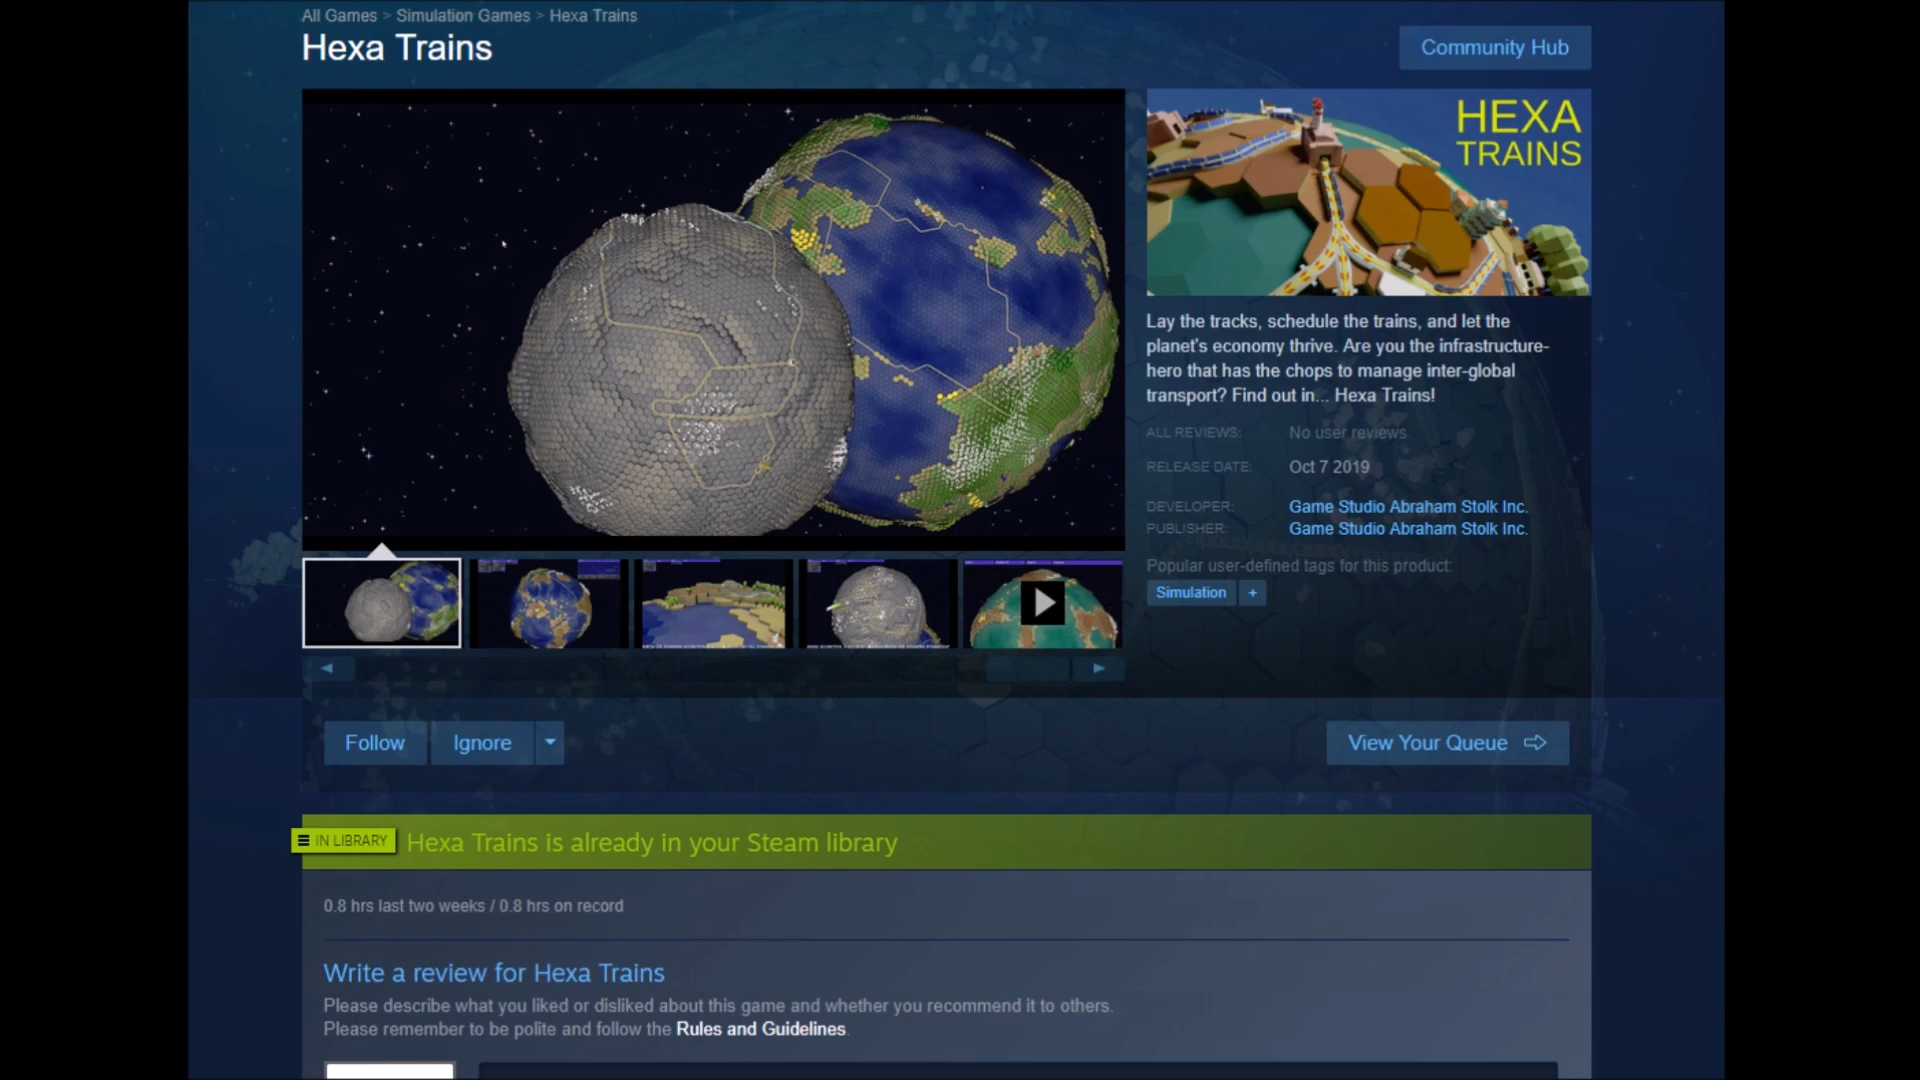 All Games > Simulation Games > Hexa Trains
Hexa Trains
Community Hub
HEXA
TRAINS
Lay the tracks, schedule the trains, and let the
planet's economy thrive. Are you the infrastructure-
hero that has the chops to manage inter-global
transport? Find out in... Hexa Trains!
ALL REVIEWS: No user reviews
RELEASE DATE: Oct 7 2019
DEVELOPER: Game Studio Abraham Stolk Inc.
PUBLISHER: Game Studio Abraham Stolk Inc.
Popular user-defined tags for this product:
Simulation +
Follow Ignore
View Your Queue
IN LIBRARY Hexa Trains is already in your Steam library
0.8 hrs last two weeks / 0.8 hrs on record
Write a review for Hexa Trains
Please describe what you liked or disliked about this game and whether you recommend it to others.
Please remember to be polite and follow the Rules and Guidelines.